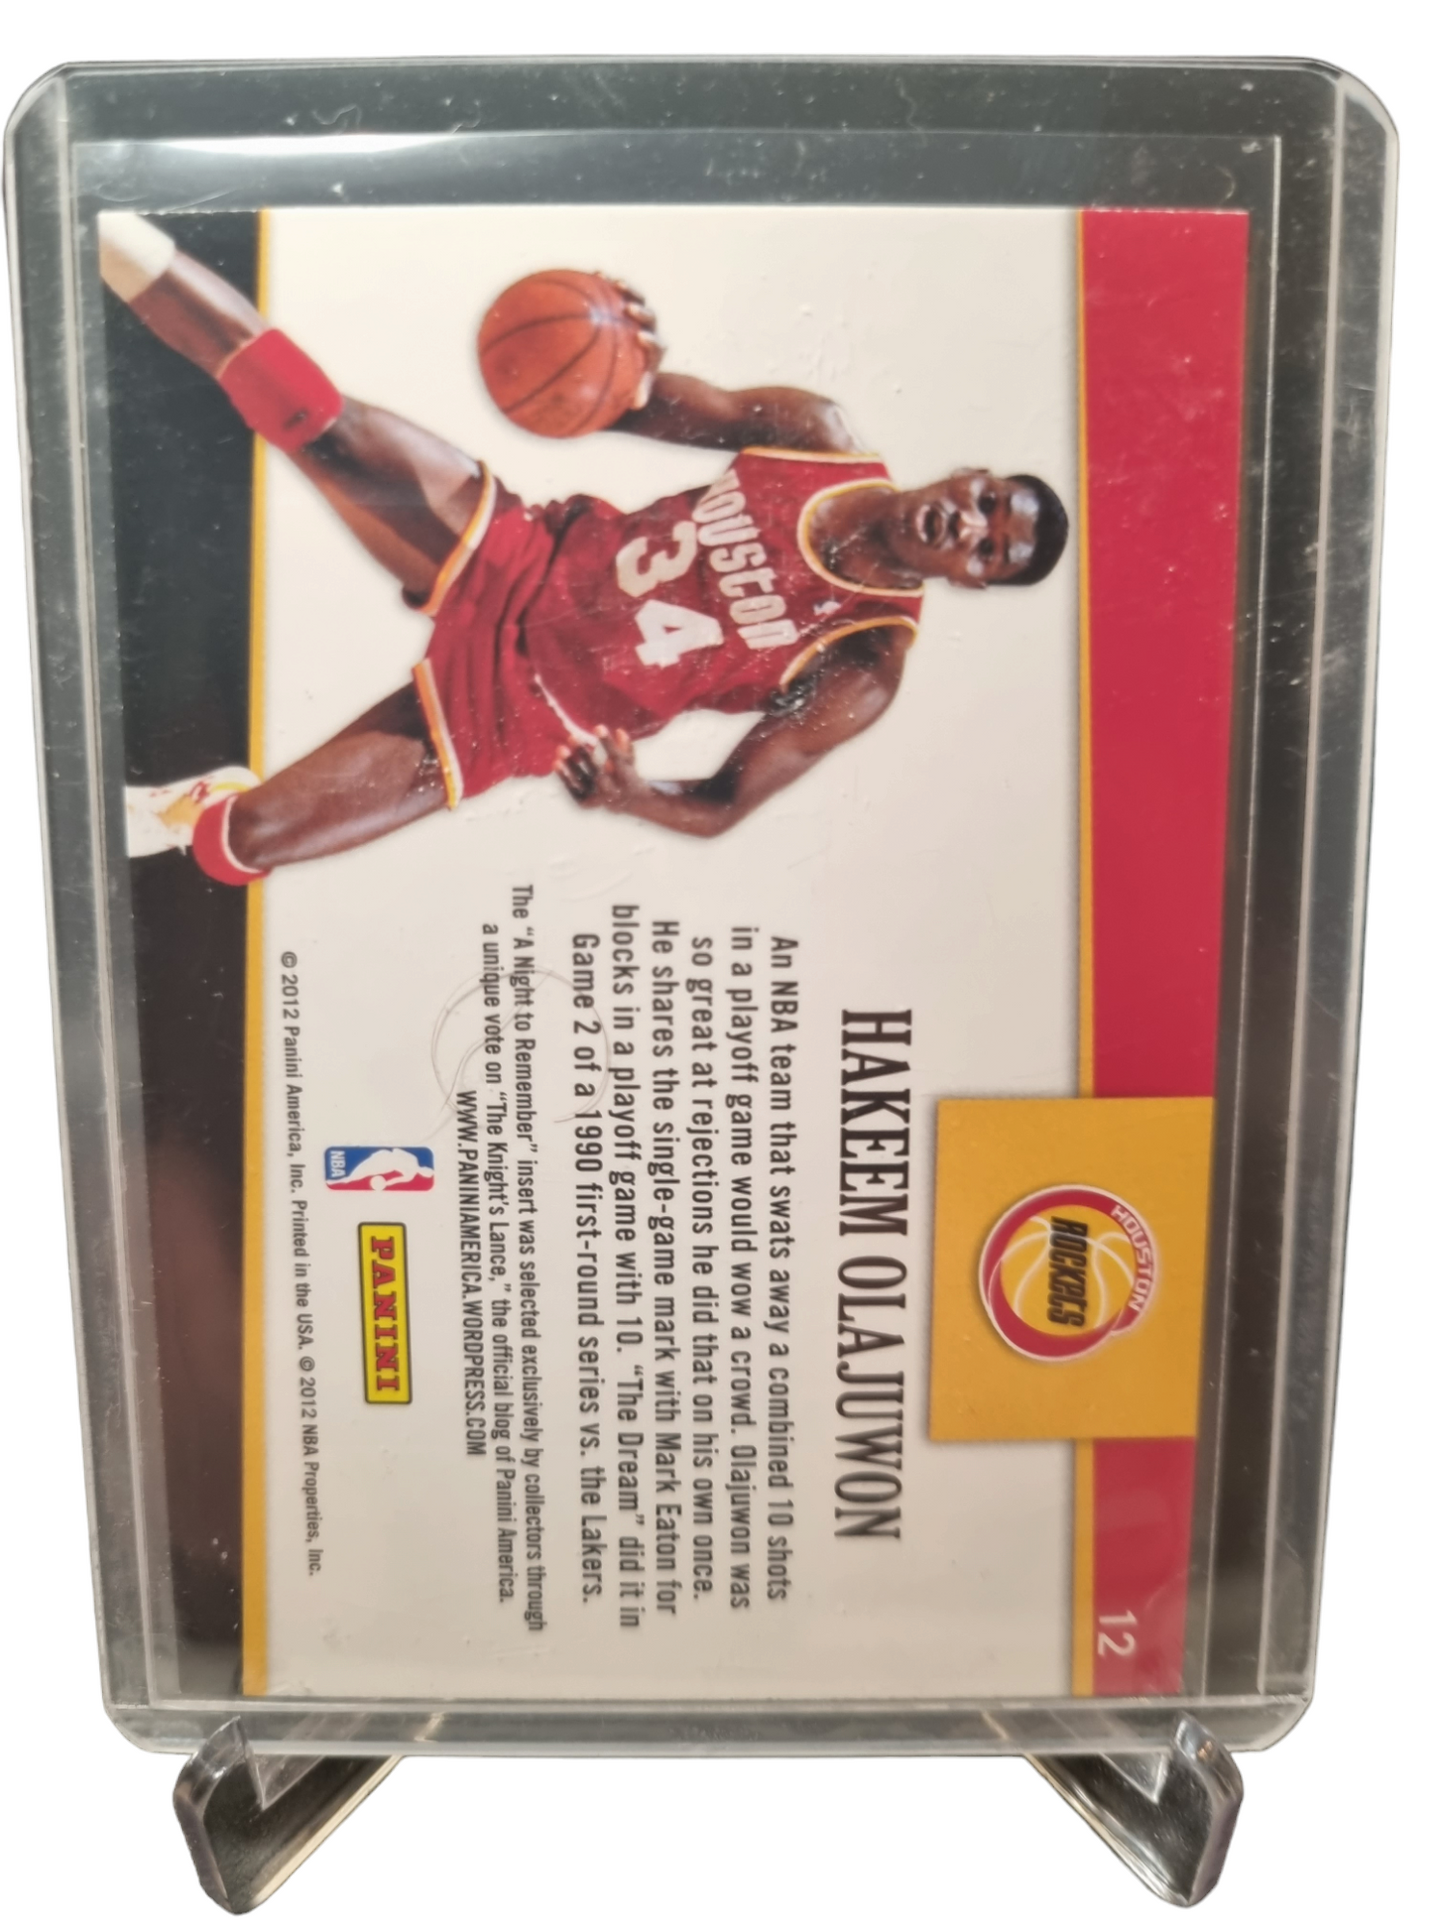 12
HOUSTON
ROCKETS
HOUSTON
34
HAKEEM OLAJUWON
An NBA team that swats away a combined 10 shots
in a playoff game would wow a crowd. Olajuwon was
so great at rejections he did that on his own once.
He shares the single-game mark with Mark Eaton for
blocks in a playoff game with 10. “The Dream” did it in
Game 2 of a 1990 first-round series vs. the Lakers.
The “A Night to Remember” insert was selected exclusively by collectors through
a unique vote on “The Knight’s Lance,” the official blog of Panini America.
WWW.PANINIAMERICA.WORDPRESS.COM
NBA
PANINI
© 2012 Panini America, Inc. Printed in the USA. © 2012 NBA Properties, Inc.